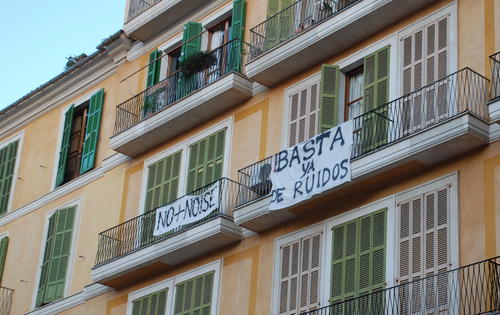 NO+NOISE
BASTA
YA
DE RUIDOS